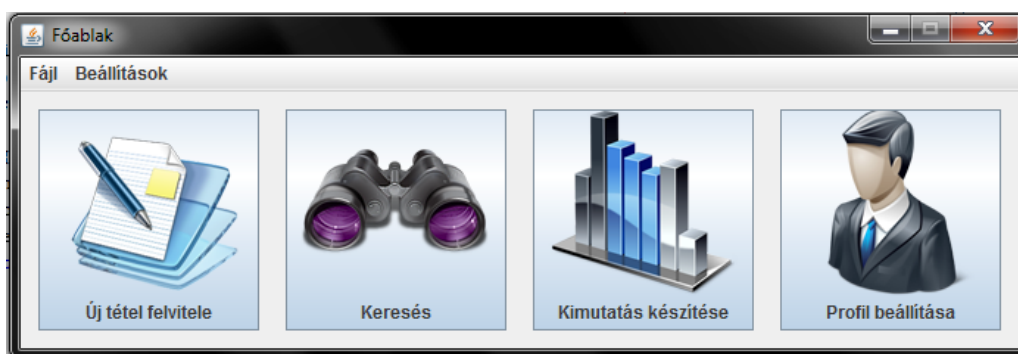 Főablak
Fájl Beállítások
Új tétel felvitele Keresés Kimutatás készítése Profil beállítása